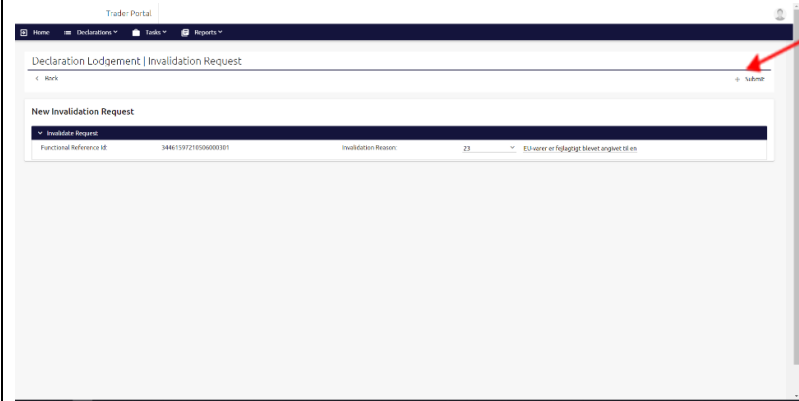 Trader Portal
Home Declarations Tasks Reports
Declaration Lodgement | Invalidation Request
Back Submit
New Invalidation Request
Invalidate Request
Functional Reference Id: 34461597210506000301 Invalidation Reason: 23 EU-varer er fejlagtigt blevet angivet til en